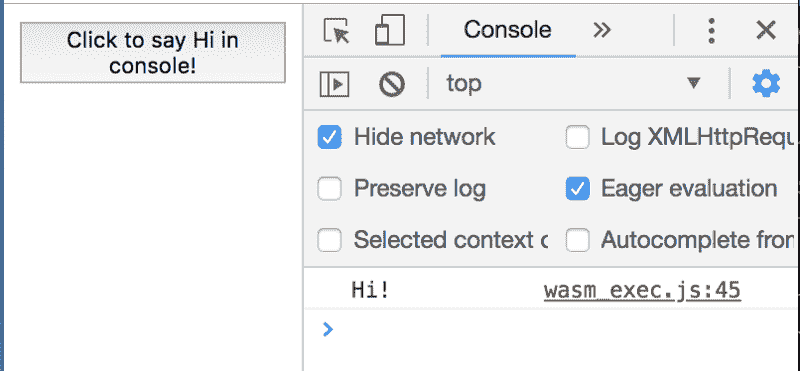 Click to say Hi in
console!
Console
top
Hide network
Log XMLHttpRequ
Preserve log
Eager evaluation
Selected context
Autocomplete fron
Hi!
wasm_exec.js:45